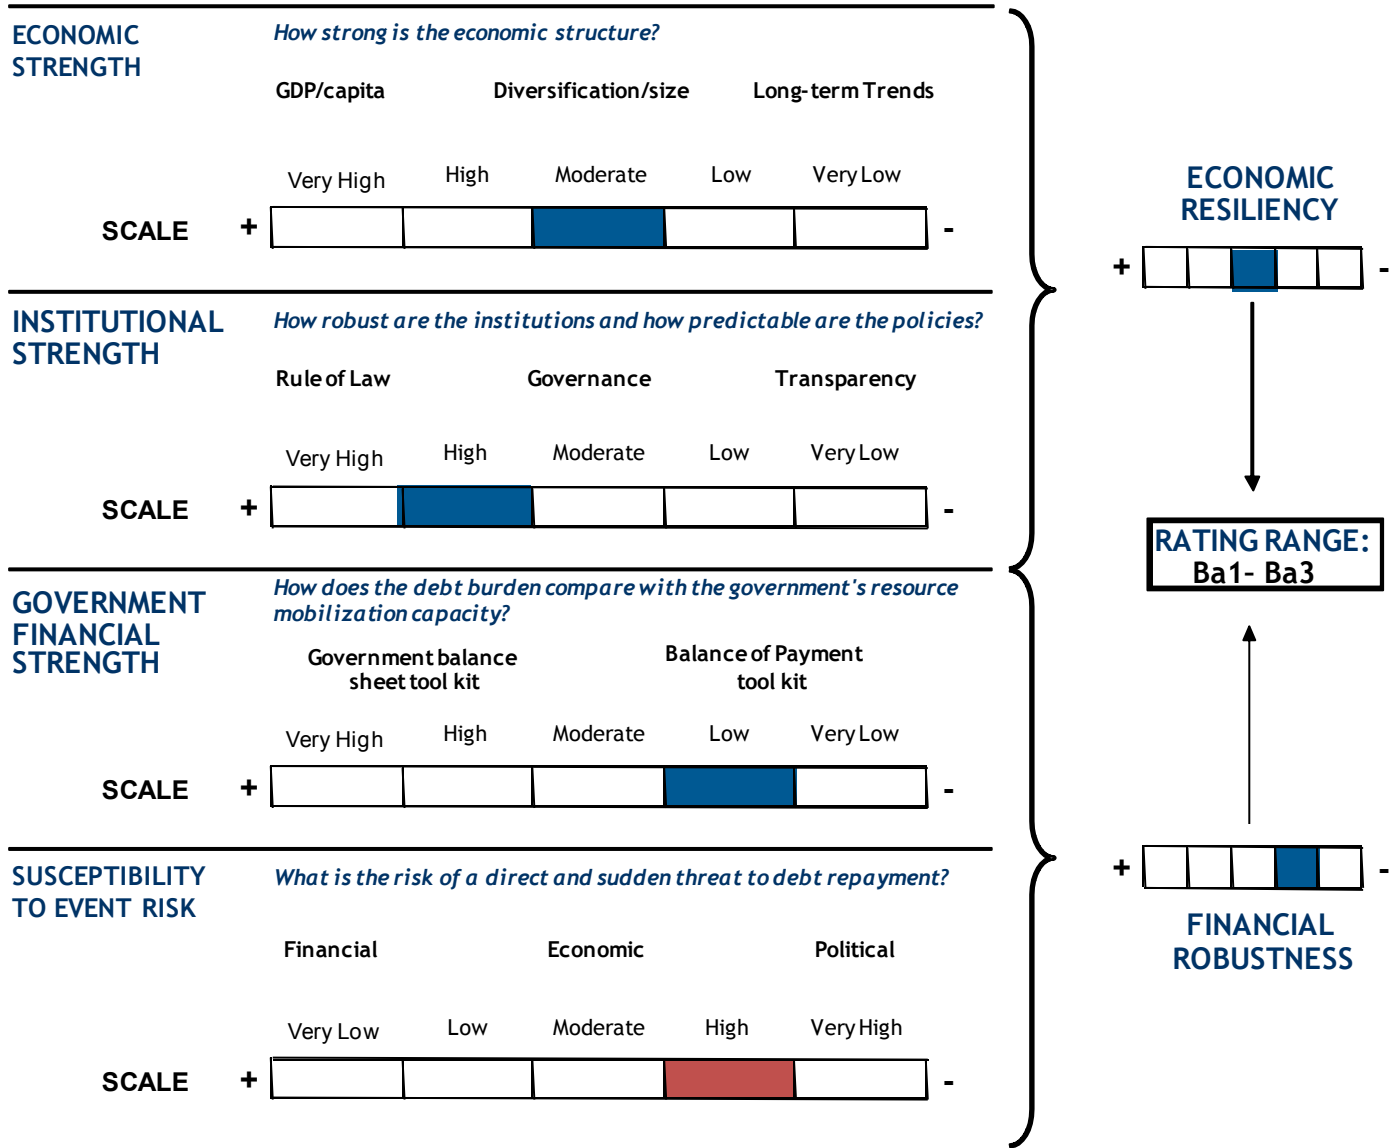 ECONOMIC
STRENGTH
How strong is the economic structure?
GDP/capita Diversification/size Long-term Trends
Very High High Moderate Low Very Low
SCALE + -
INSTITUTIONAL
STRENGTH
How robust are the institutions and how predictable are the policies?
Rule of Law Governance Transparency
Very High High Moderate Low Very Low
SCALE + -
GOVERNMENT
FINANCIAL
STRENGTH
How does the debt burden compare with the government's resource
mobilization capacity?
Government balance
sheet tool kit
Balance of Payment
tool kit
Very High High Moderate Low Very Low
SCALE + -
SUSCEPTIBILITY
TO EVENT RISK
What is the risk of a direct and sudden threat to debt repayment?
Financial Economic Political
Very Low Low Moderate High Very High
SCALE + -
ECONOMIC
RESILIENCY
+ -
RATING RANGE:
Ba1- Ba3
+ -
FINANCIAL
ROBUSTNESS